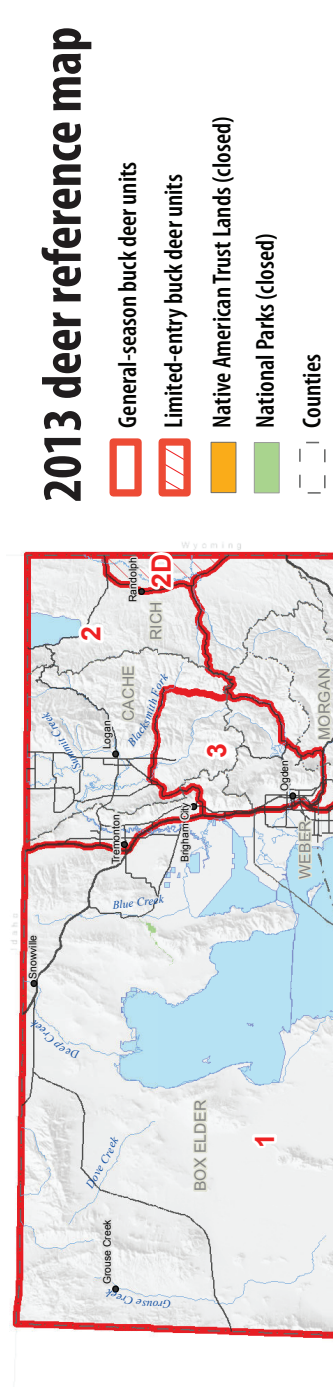 2013 deer reference map
General-season buck deer units
Limited-entry buck deer units
Native American Trust Lands (closed)
National Parks (closed)
Counties
Idaho
Wyoming
Snowville
Deep Creek
Dove Creek
Grouse Creek
Grouse Creek
BOX ELDER
1
Blue Creek
Tremonton
Brigham City
Summit Creek
Logan
CACHE
Blacksmith Fork
2
RICH
Randolph
2D
3
Ogden
WEBER
MORGAN